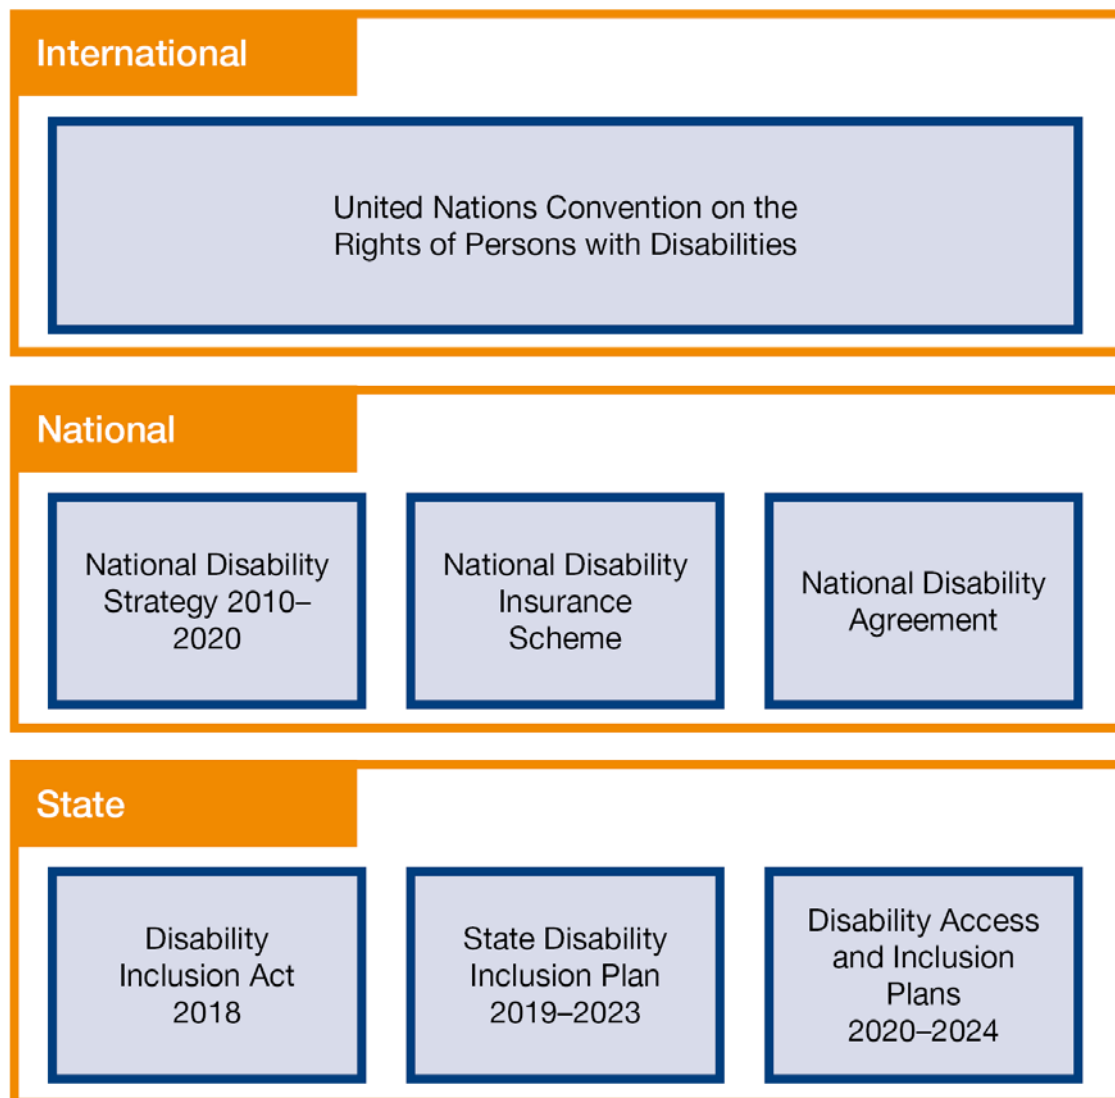 International
United Nations Convention on the
Rights of Persons with Disabilities
National
National Disability
Strategy 2010–
2020
National Disability
Insurance
Scheme
National Disability
Agreement
State
Disability
Inclusion Act
2018
State Disability
Inclusion Plan
2019–2023
Disability Access
and Inclusion
Plans
2020–2024